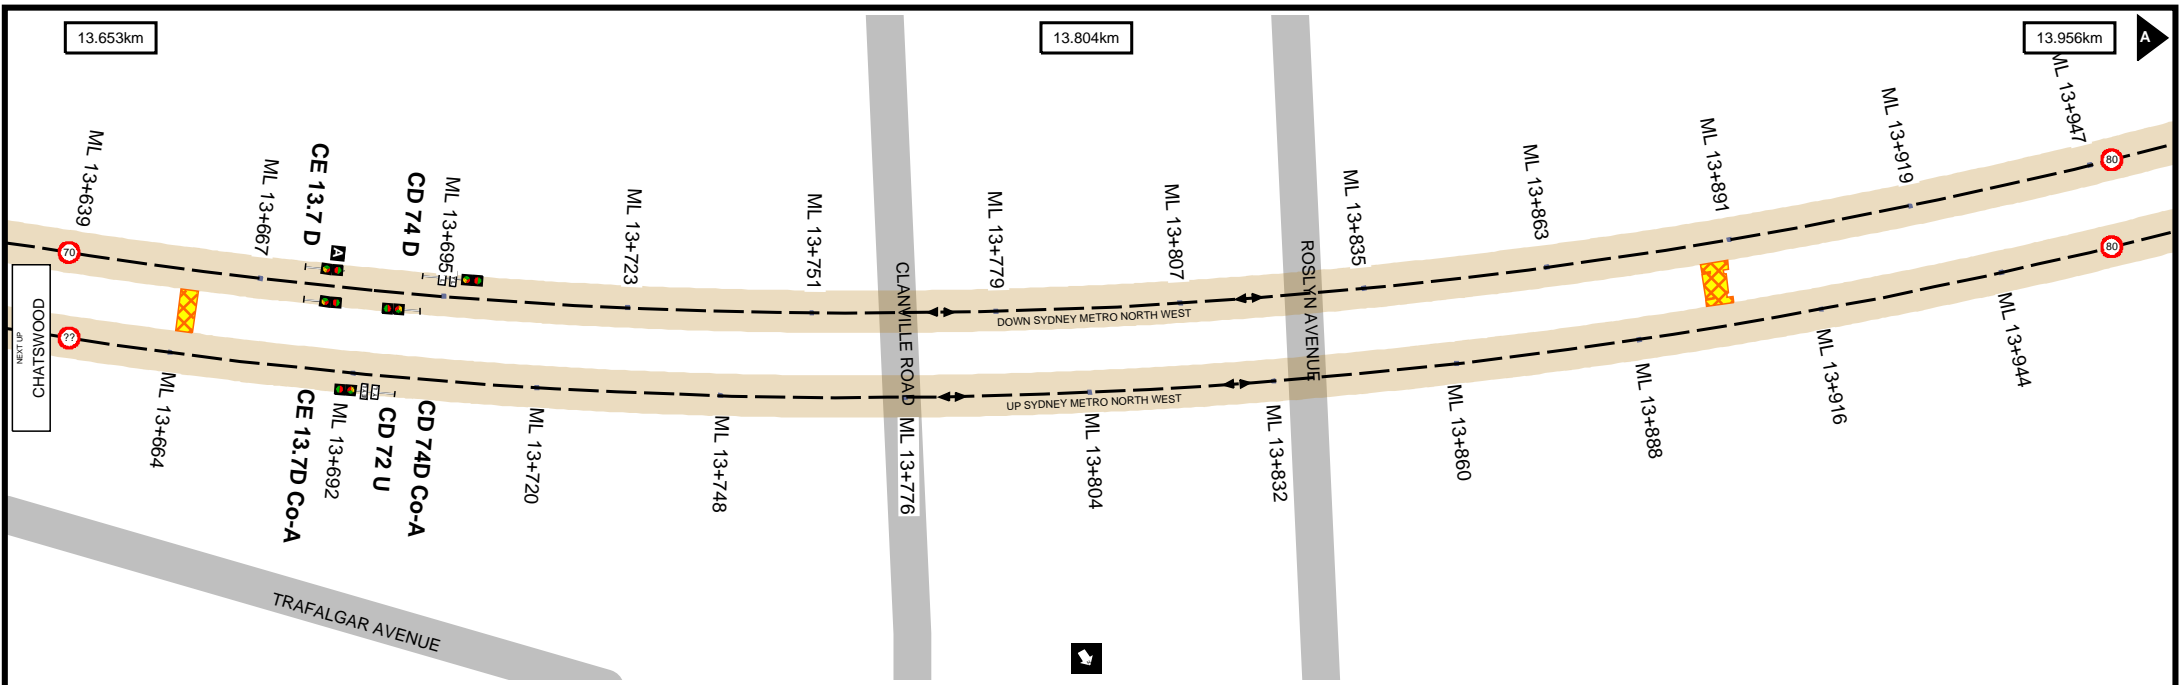 13.653km
13.804km
13.956km
A
ML 13+639
ML 13+667
CE 13.7 D
A
CD 74 D
ML 13+695
ML 13+723
ML 13+751
ML 13+779
ML 13+807
ML 13+835
ML 13+863
ML 13+891
ML 13+919
ML 13+947
70
80
80
??
CLANVILLE ROAD
ROSLYN AVENUE
DOWN SYDNEY METRO NORTH WEST
UP SYDNEY METRO NORTH WEST
NEXT UP
CHATSWOOD
ML 13+664
CE 13.7D Co-A
ML 13+692
CD 72 U
CD 74D Co-A
ML 13+720
ML 13+748
ML 13+776
ML 13+804
ML 13+832
ML 13+860
ML 13+888
ML 13+916
ML 13+944
TRAFALGAR AVENUE